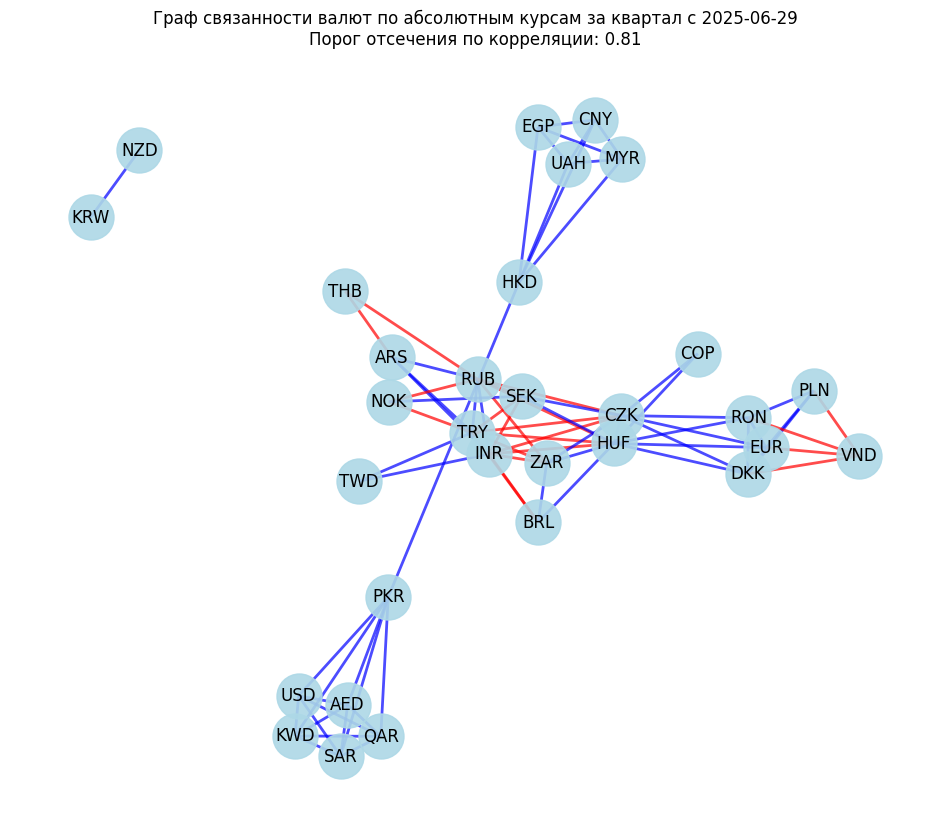 Граф связанности валют по абсолютным курсам за квартал с 2025-06-29
Порог отсечения по корреляции: 0.81
EGP
CNY
NZD
UAH
MYR
KRW
HKD
THB
ARS
COP
RUB
PLN
SEK
NOK
CZK
RON
TRY
HUF
EUR
INR
VND
ZAR
DKK
TWD
BRL
PKR
USD
AED
KWD
QAR
SAR